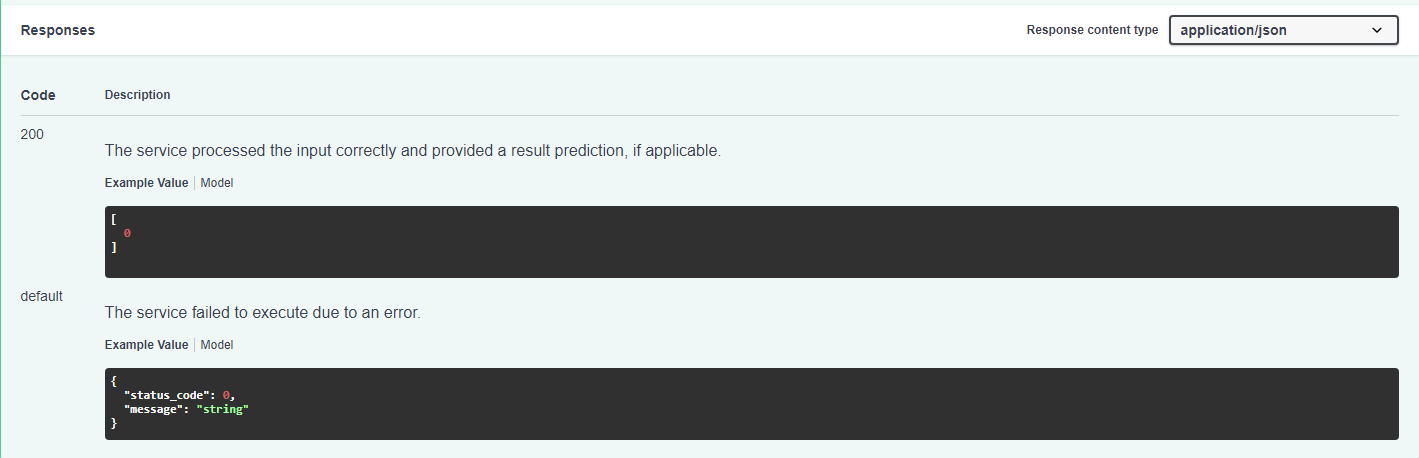 Responses
Response content type application/json
Code Description
200
The service processed the input correctly and provided a result prediction, if applicable.
Example Value Model
[
  0
]
default
The service failed to execute due to an error.
Example Value Model
{
  "status_code": 0,
  "message": "string"
}